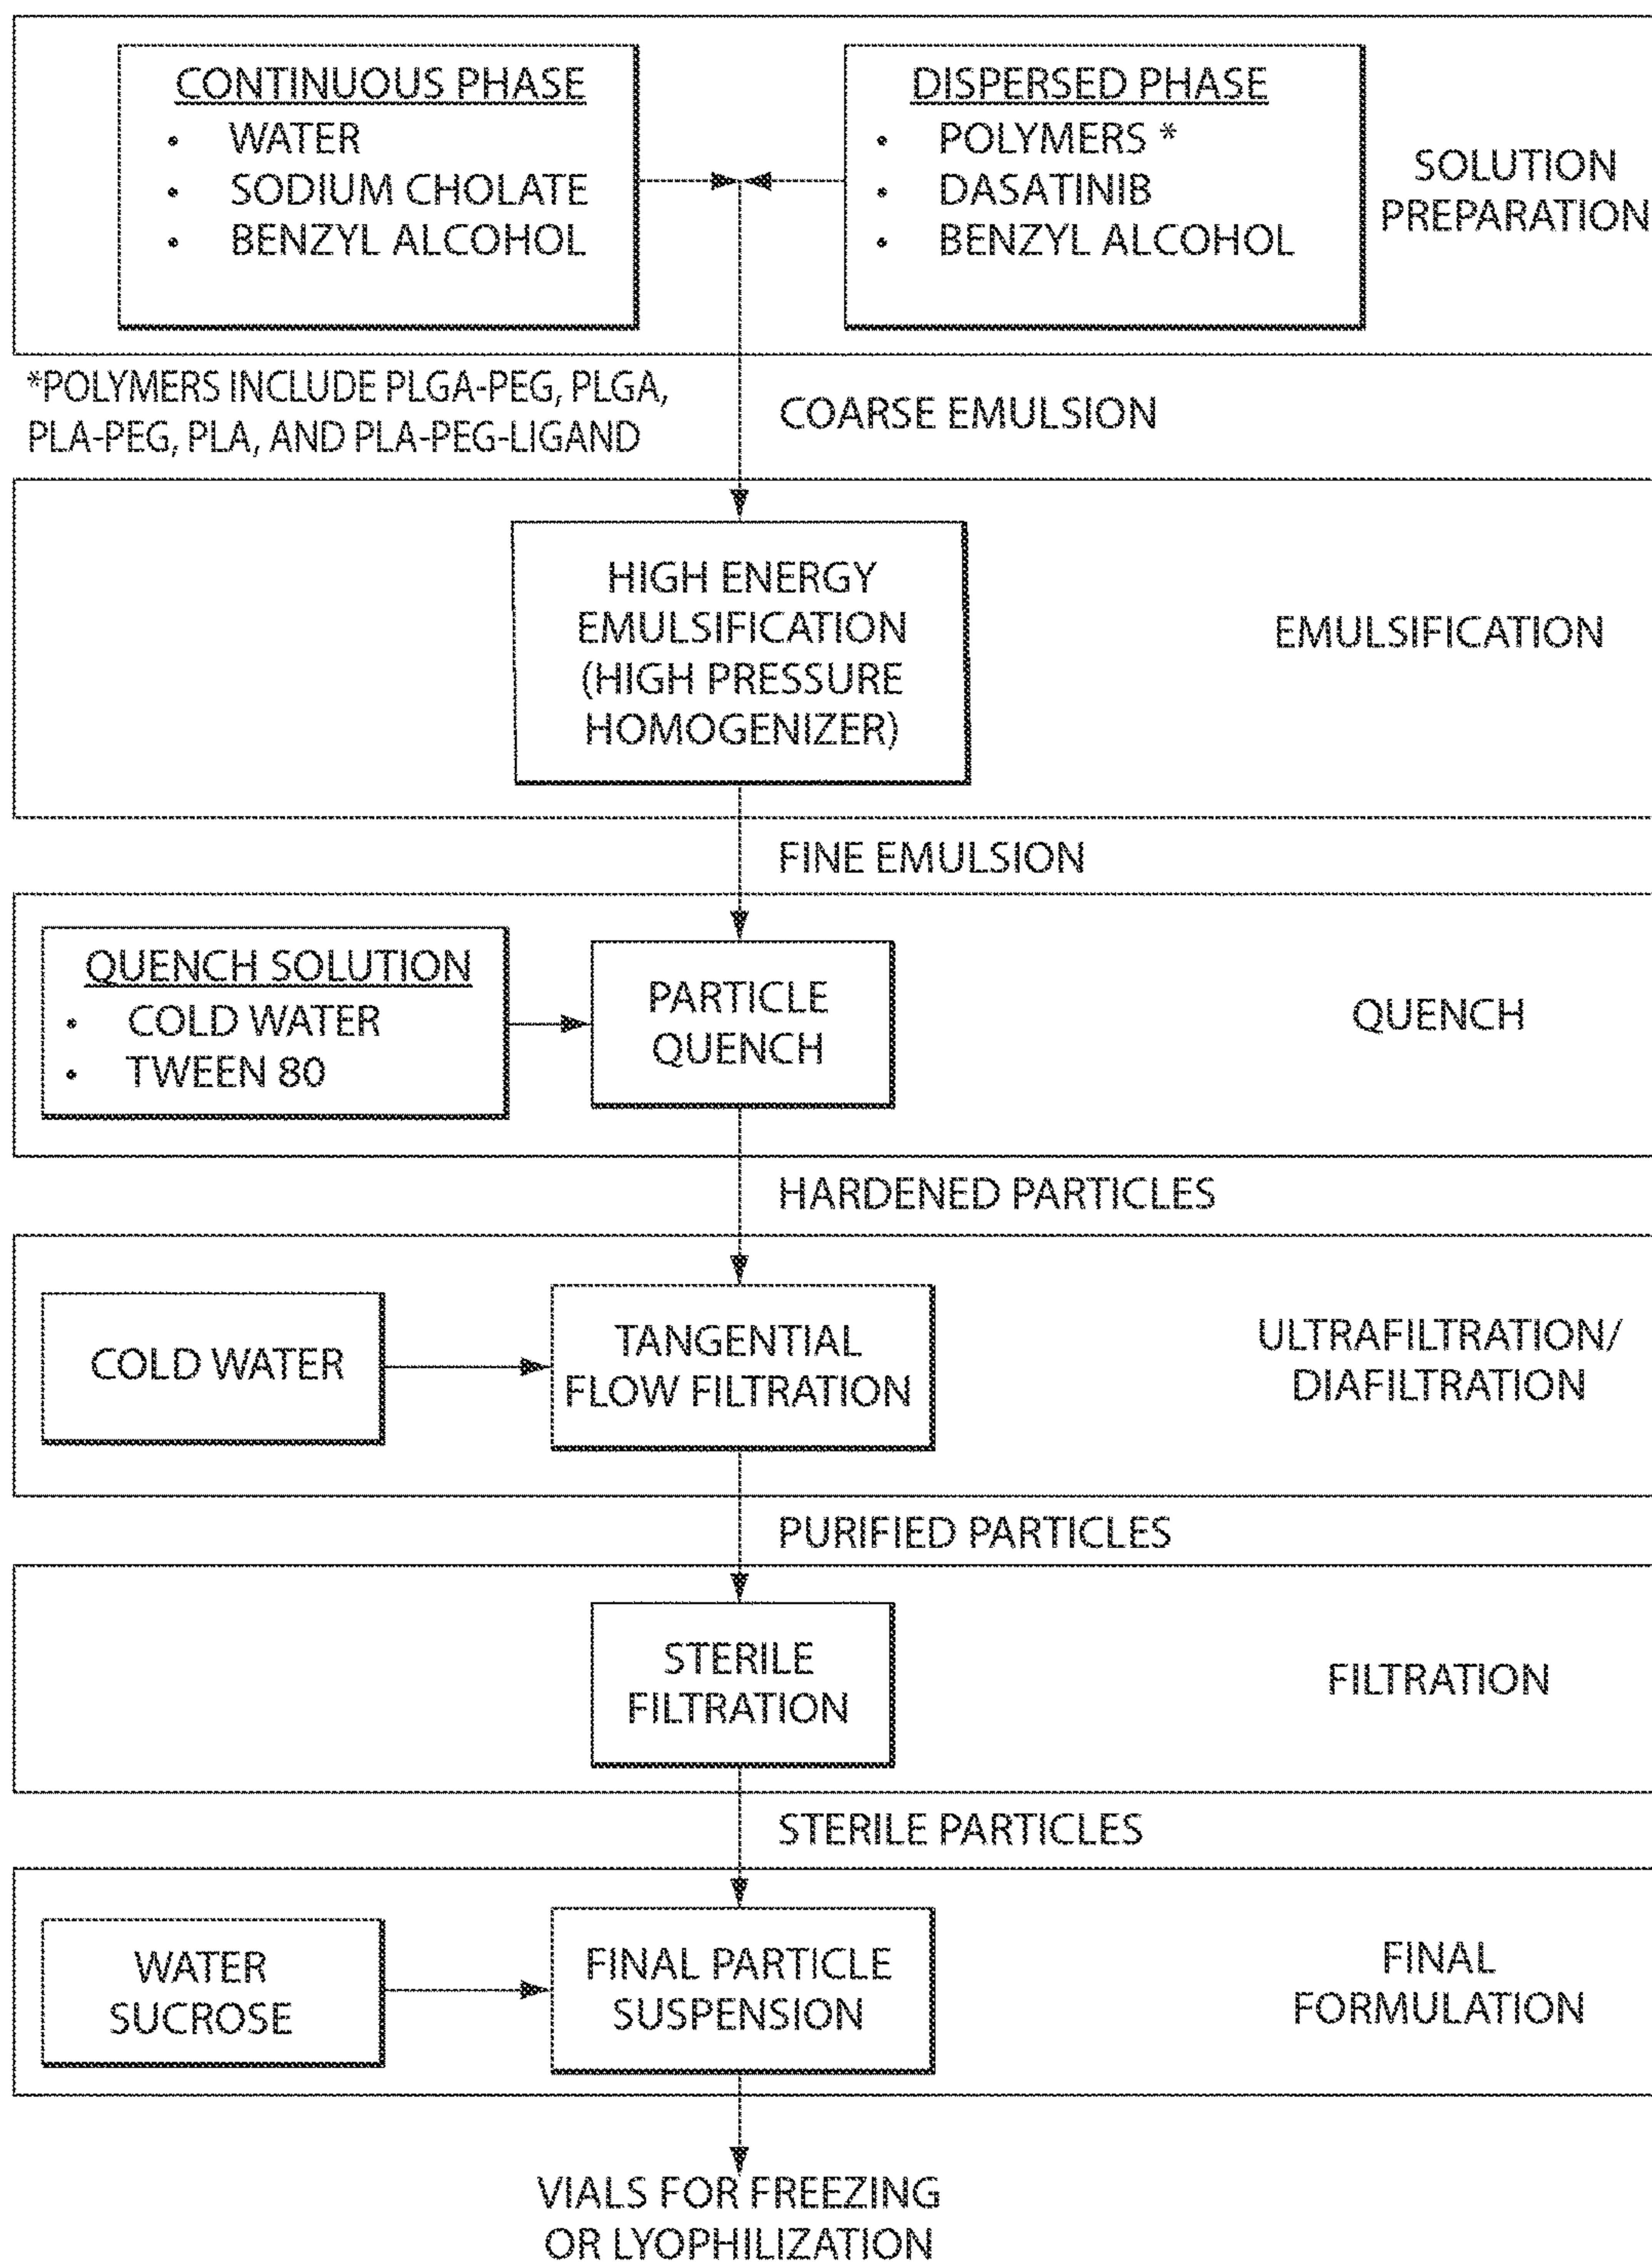 CONTINUOUS PHASE
• WATER
• SODIUM CHOLATE
• BENZYL ALCOHOL
DISPERSED PHASE
• POLYMERS *
• DASATINIB
• BENZYL ALCOHOL
SOLUTION
PREPARATION
*POLYMERS INCLUDE PLGA-PEG, PLGA,
PLA-PEG, PLA, AND PLA-PEG-LIGAND
COARSE EMULSION
HIGH ENERGY
EMULSIFICATION
(HIGH PRESSURE
HOMOGENIZER)
EMULSIFICATION
FINE EMULSION
QUENCH SOLUTION
• COLD WATER
• TWEEN 80
PARTICLE
QUENCH
QUENCH
HARDENED PARTICLES
COLD WATER
TANGENTIAL
FLOW FILTRATION
ULTRAFILTRATION/
DIAFILTRATION
PURIFIED PARTICLES
STERILE
FILTRATION
FILTRATION
STERILE PARTICLES
WATER
SUCROSE
FINAL PARTICLE
SUSPENSION
FINAL
FORMULATION
VIALS FOR FREEZING
OR LYOPHILIZATION